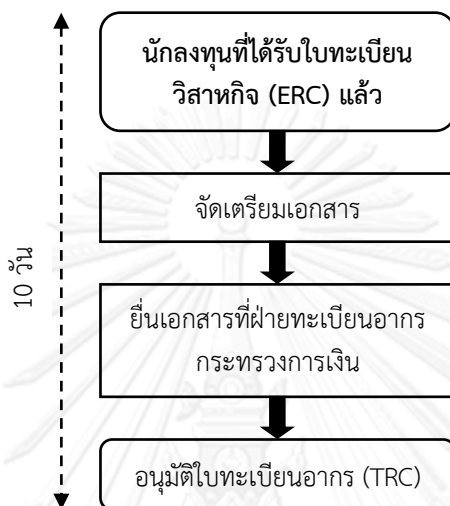 นักลงทุนที่ได้รับใบทะเบียน
วิสาหกิจ (ERC) แล้ว
จัดเตรียมเอกสาร
10 วัน
ยื่นเอกสารที่ฝ่ายทะเบียนอากร
กระทรวงการเงิน
อนุมัติใบทะเบียนอากร (TRC)